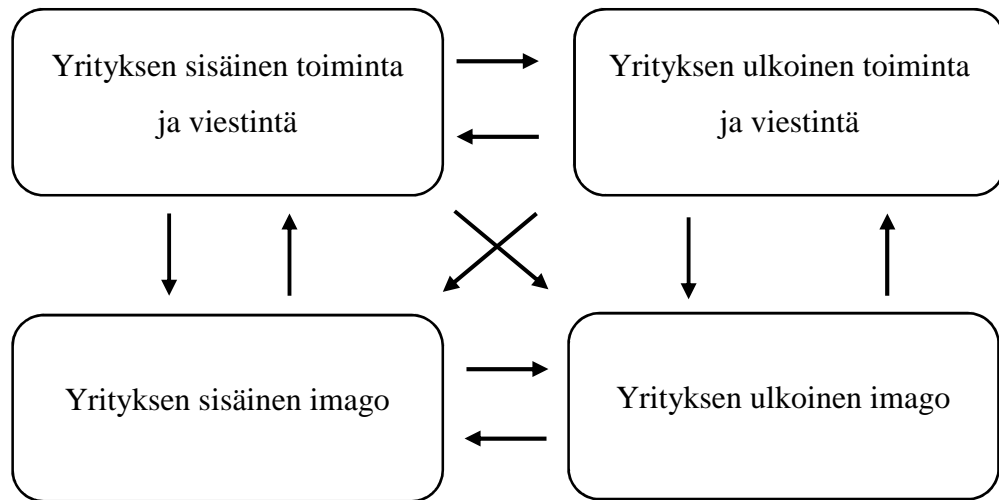 Yrityksen sisäinen toiminta
ja viestintä
Yrityksen ulkoinen toiminta
ja viestintä
Yrityksen sisäinen imago
Yrityksen ulkoinen imago